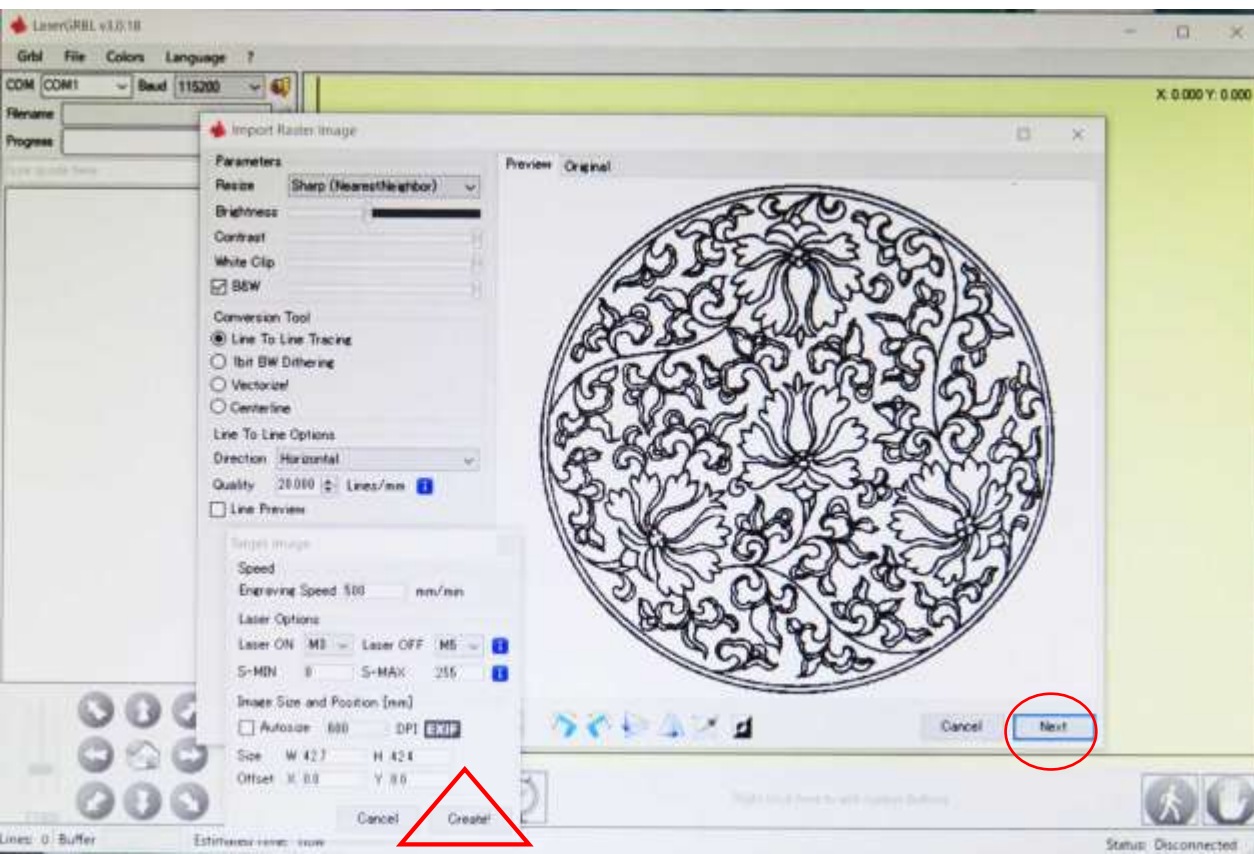 LaserGRBL v3.0.18
Grbl File Colors Language ?
COM COM1 Baud 115200
X: 0.000 Y: 0.000
Filename
Progress
Import Raster Image
Parameters
Preview Original
Resize Sharp (NearestNeighbor)
Brightness
Contrast
White Clip
B&W
Conversion Tool
Line To Line Tracing
1bit BW Dithering
Vectorize!
Centerline
Line To Line Options
Direction Horizontal
Quality 20.000 Lines/mm
Line Preview
Target Image
Speed
Engraving Speed 500 mm/min
Laser Options
Laser ON M3 Laser OFF M5
S-MIN 0 S-MAX 255
Image Size and Position [mm]
Autosize 600 DPI
Size W 42.7 H 42.4
Offset X 0.0 Y 0.0
Cancel Create!
Cancel Next
Lines: 0 Buffer
Status: Disconnected